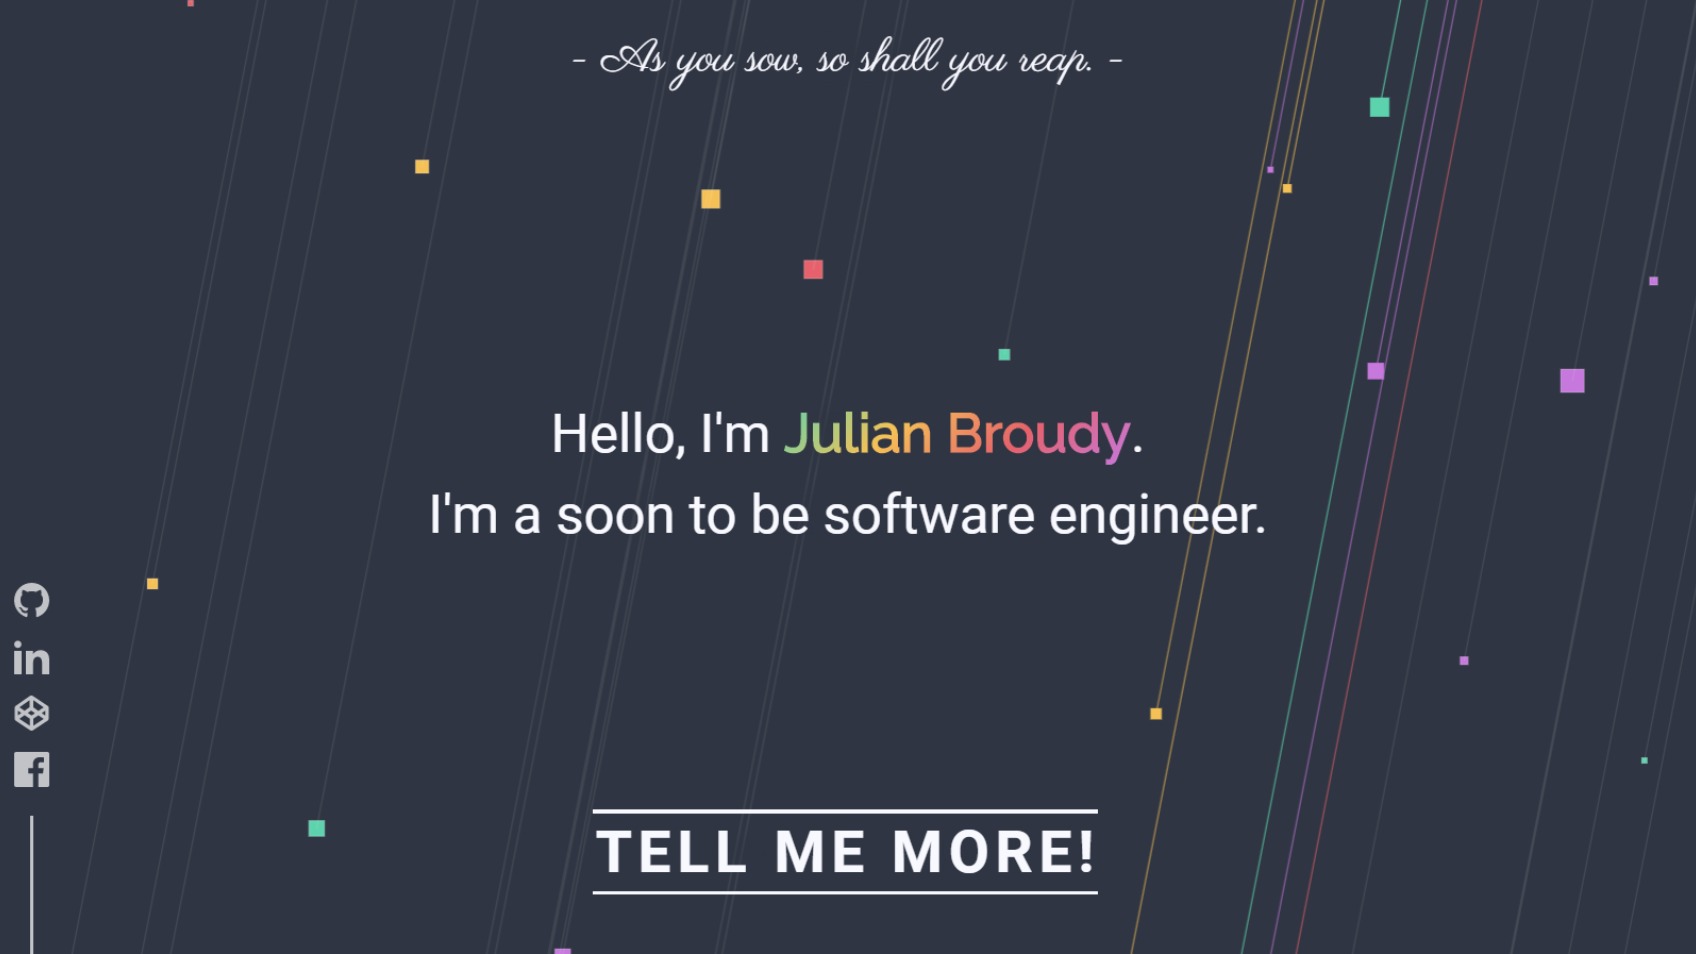 - As you sow, so shall you reap. -
Hello, I'm Julian Broudy.
I'm a soon to be software engineer.
TELL ME MORE!